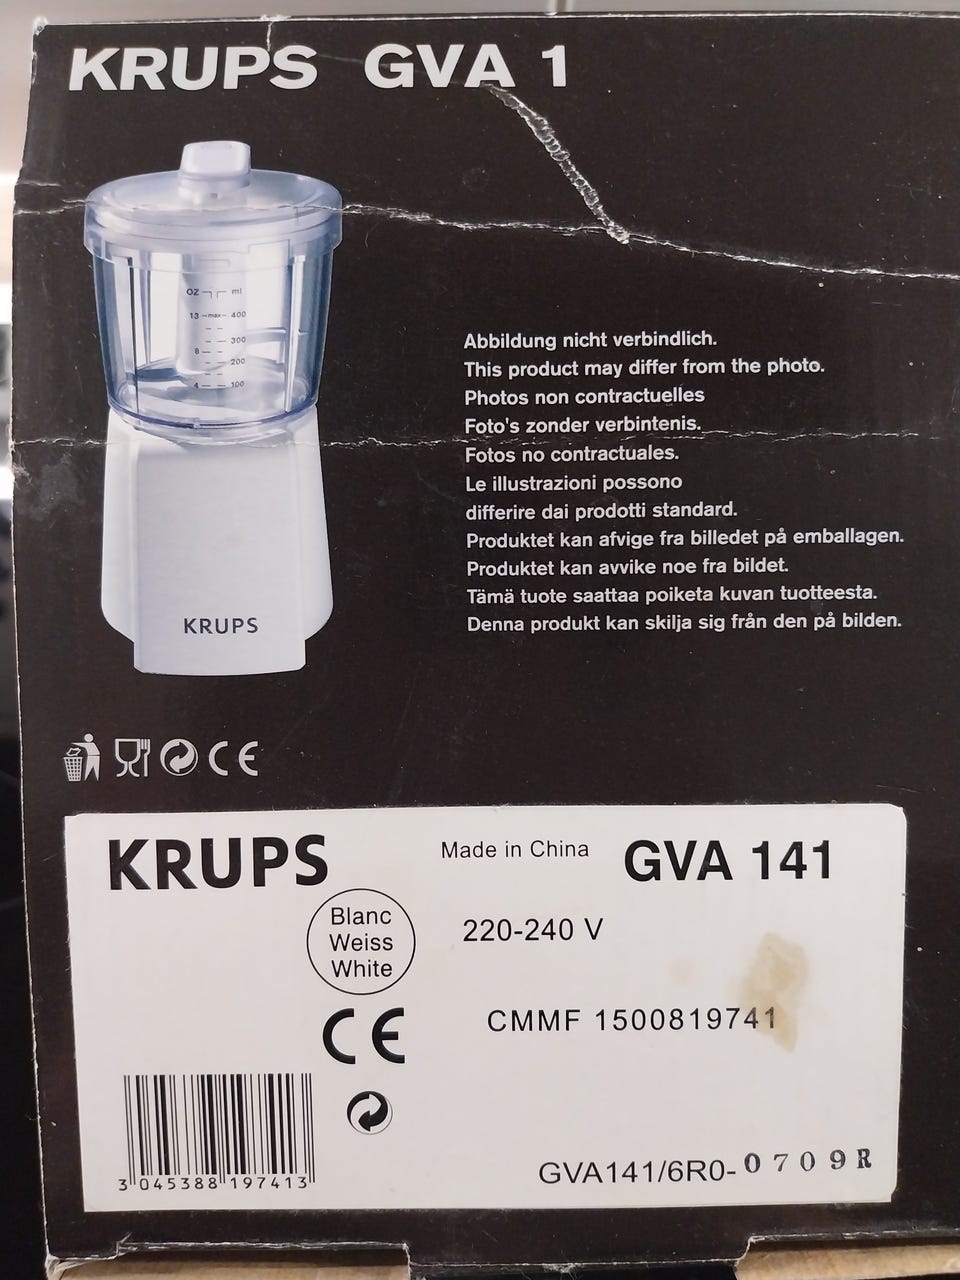 KRUPS GVA 1
OZ ml
13 max 400
300
8
200
4 100
KRUPS
Abbildung nicht verbindlich.
This product may differ from the photo.
Photos non contractuelles
Foto's zonder verbintenis.
Fotos no contractuales.
Le illustrazioni possono
differire dai prodotti standard.
Produktet kan afvige fra billedet på emballagen.
Produktet kan avvike noe fra bildet.
Tämä tuote saattaa poiketa kuvan tuotteesta.
Denna produkt kan skilja sig från den på bilden.
CE
KRUPS
Made in China
GVA 141
Blanc
Weiss
White
220-240 V
CE
CMMF 1500819741
3 045388 197413
GVA141/6R0-0709R